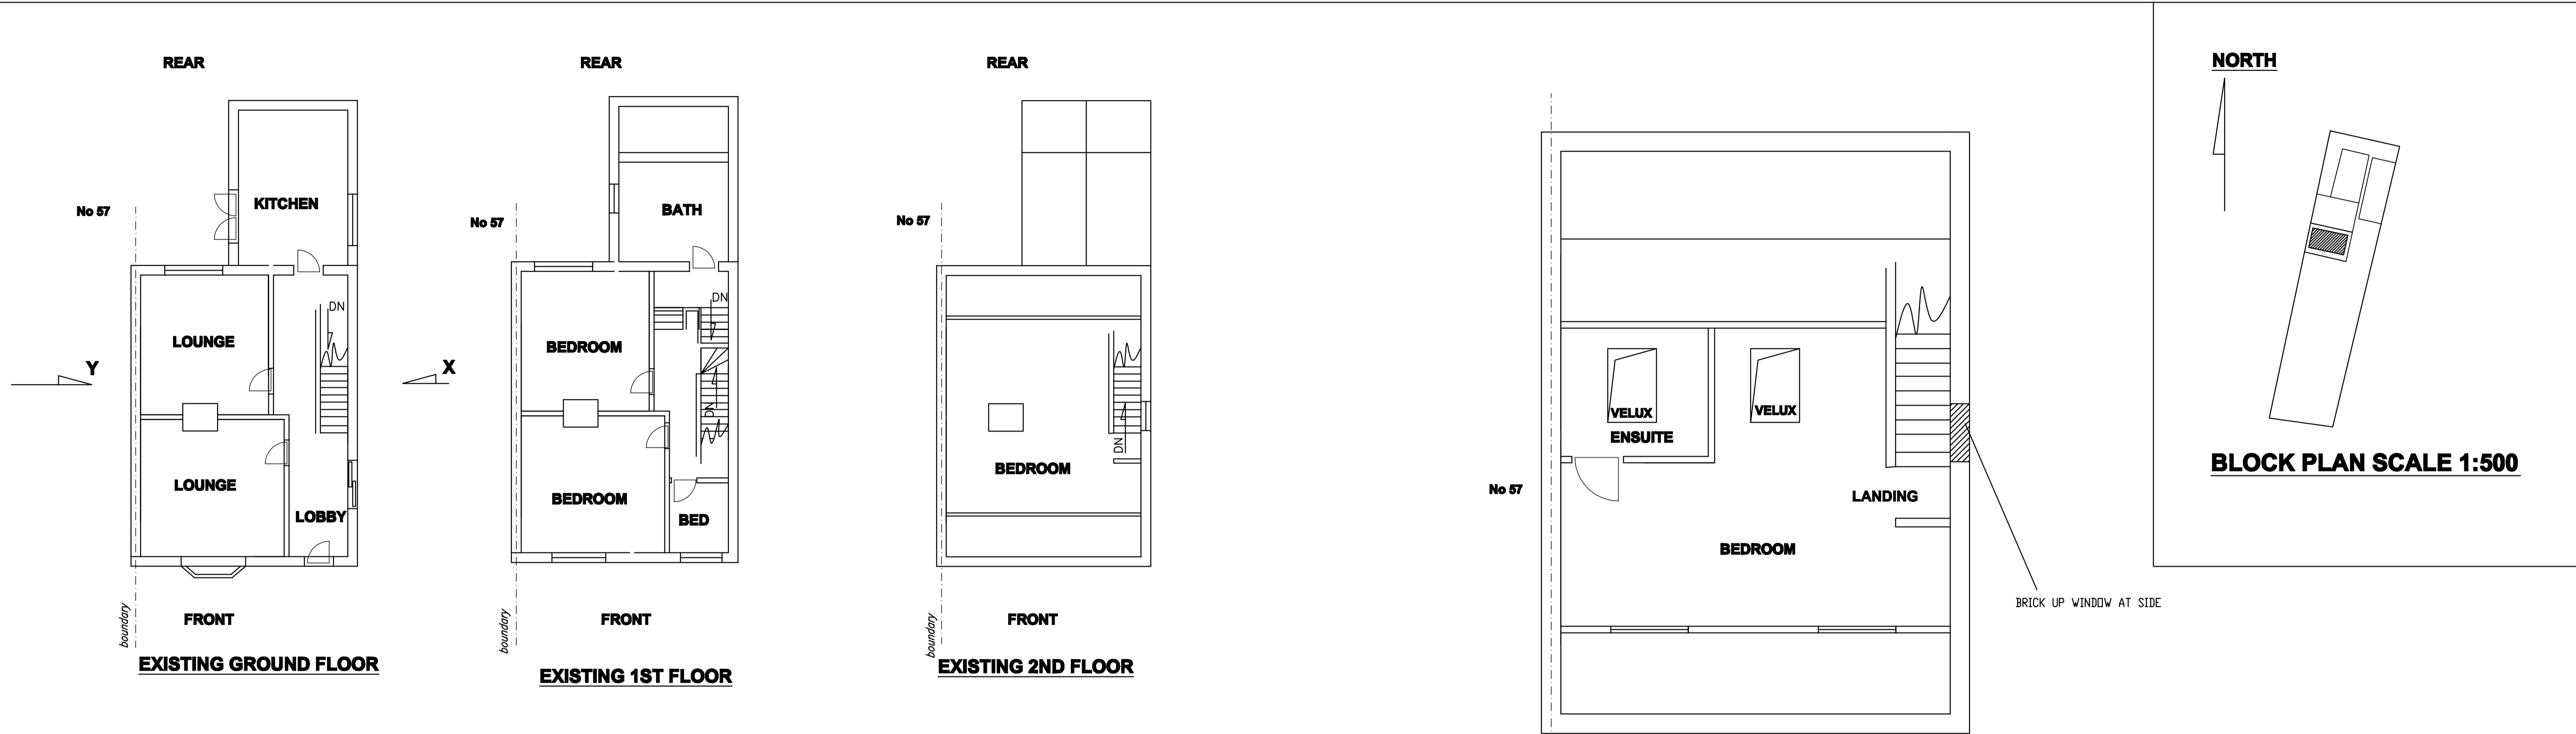 REAR
KITCHEN
No 57
DN
LOUNGE
Y
LOUNGE
LOBBY
FRONT
boundary
EXISTING GROUND FLOOR
REAR
BATH
No 57
DN
BEDROOM
X
DN
BEDROOM
BED
FRONT
boundary
EXISTING 1ST FLOOR
REAR
No 57
DN
BEDROOM
FRONT
boundary
EXISTING 2ND FLOOR
VELUX
VELUX
ENSUITE
No 57
LANDING
BEDROOM
BRICK UP WINDOW AT SIDE
NORTH
BLOCK PLAN SCALE 1:500